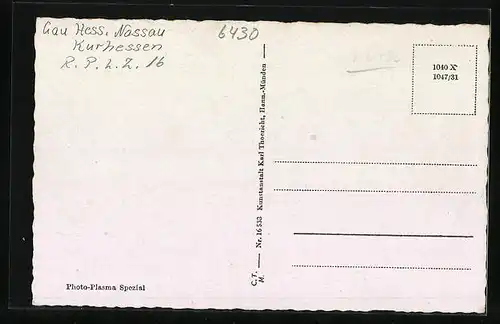 Gau Hess. Nassau
Kurhessen
R. P. L. Z. 16
6430
1040 X
1047/31
C.T. M. — Nr. 16 533 Kunstanstalt Karl Thoericht, Hann.-Münden —
Photo-Plasma Spezial